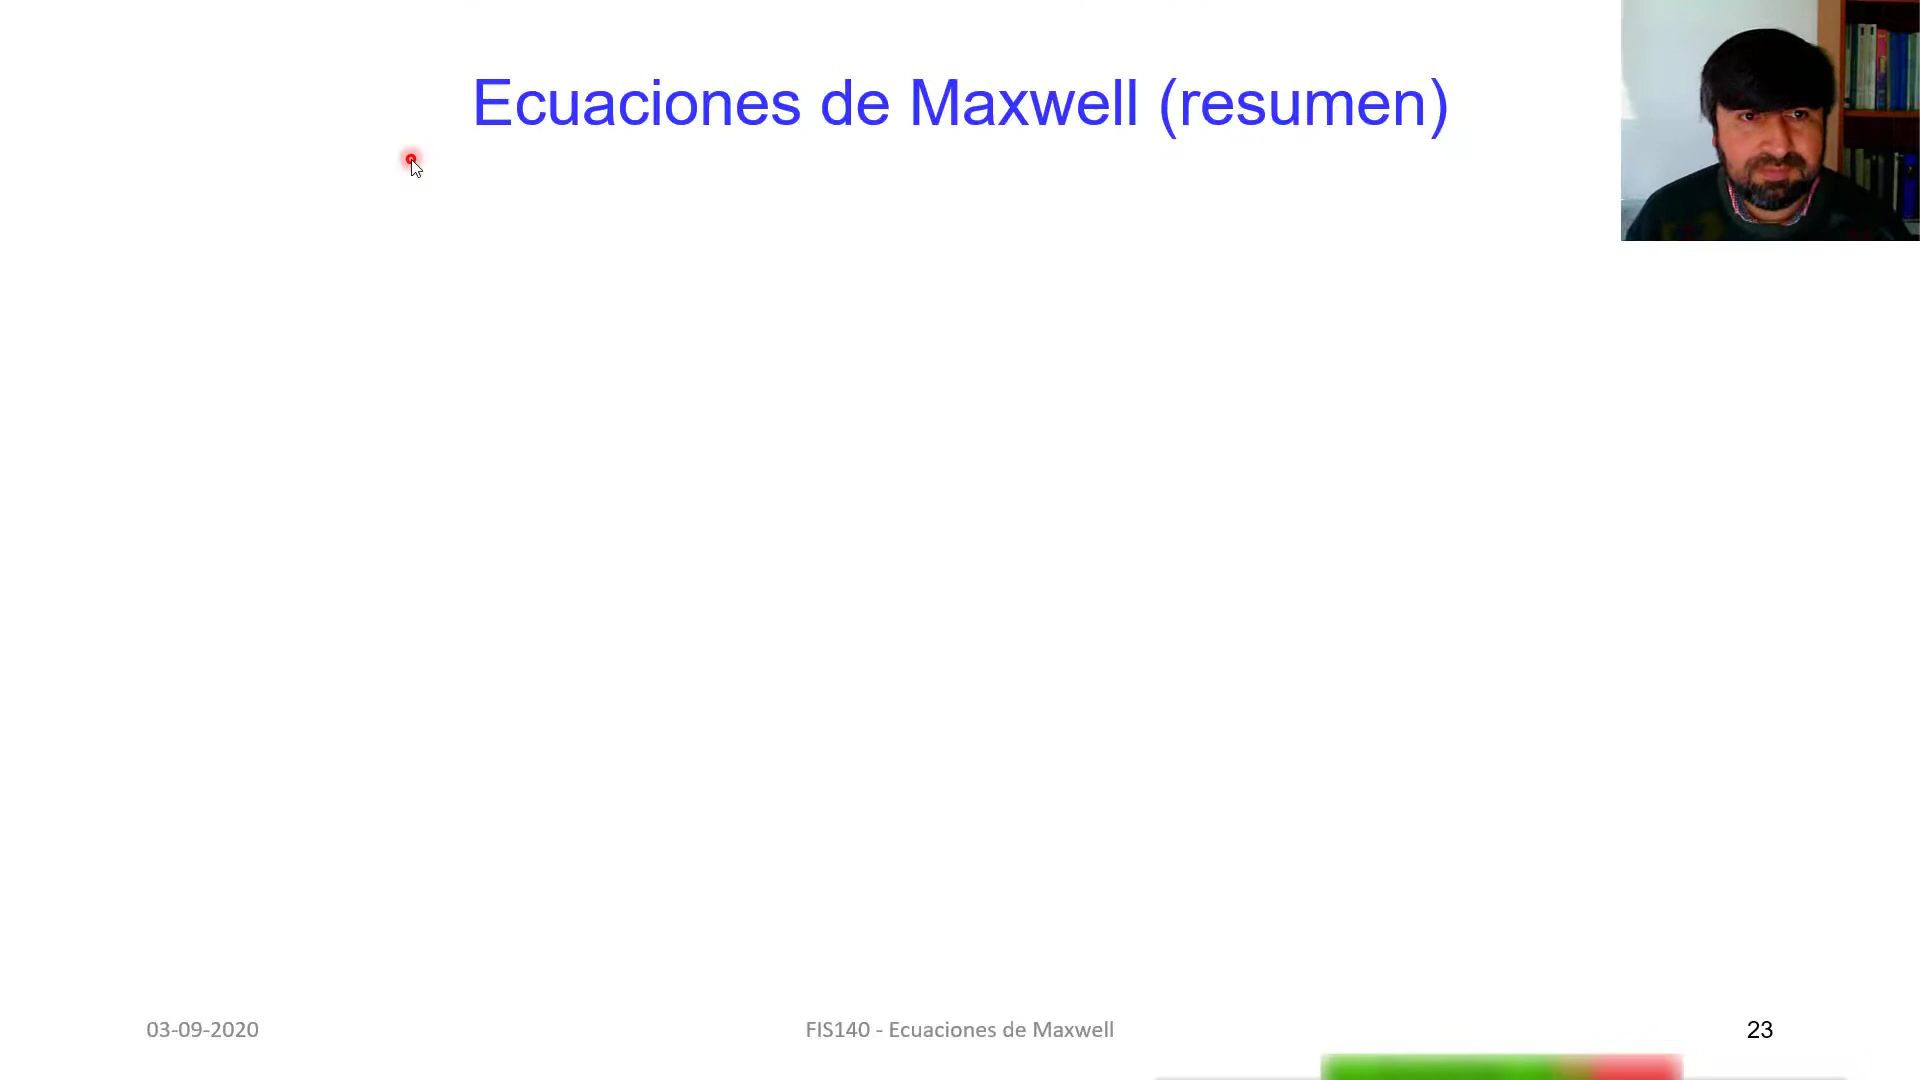 Ecuaciones de Maxwell (resumen)
03-09-2020
FIS140 - Ecuaciones de Maxwell
23